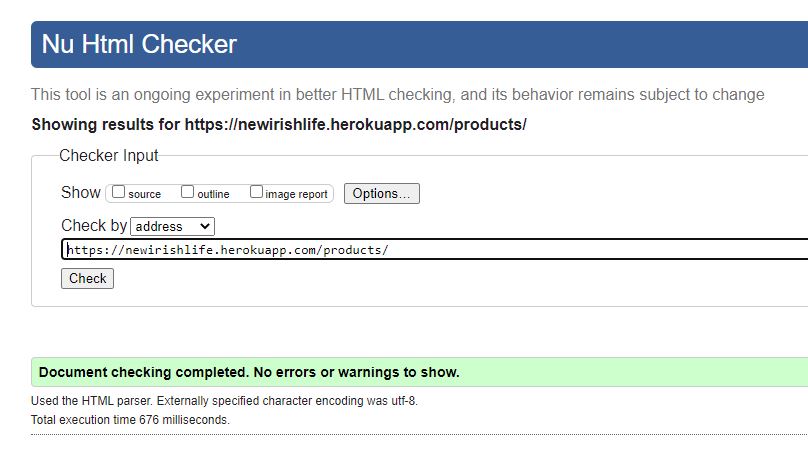 Nu Html Checker
This tool is an ongoing experiment in better HTML checking, and its behavior remains subject to change
Showing results for https://newirishlife.herokuapp.com/products/
Checker Input
Show source outline image report Options...
Check by address
https://newirishlife.herokuapp.com/products/
Check
Document checking completed. No errors or warnings to show.
Used the HTML parser. Externally specified character encoding was utf-8.
Total execution time 676 milliseconds.